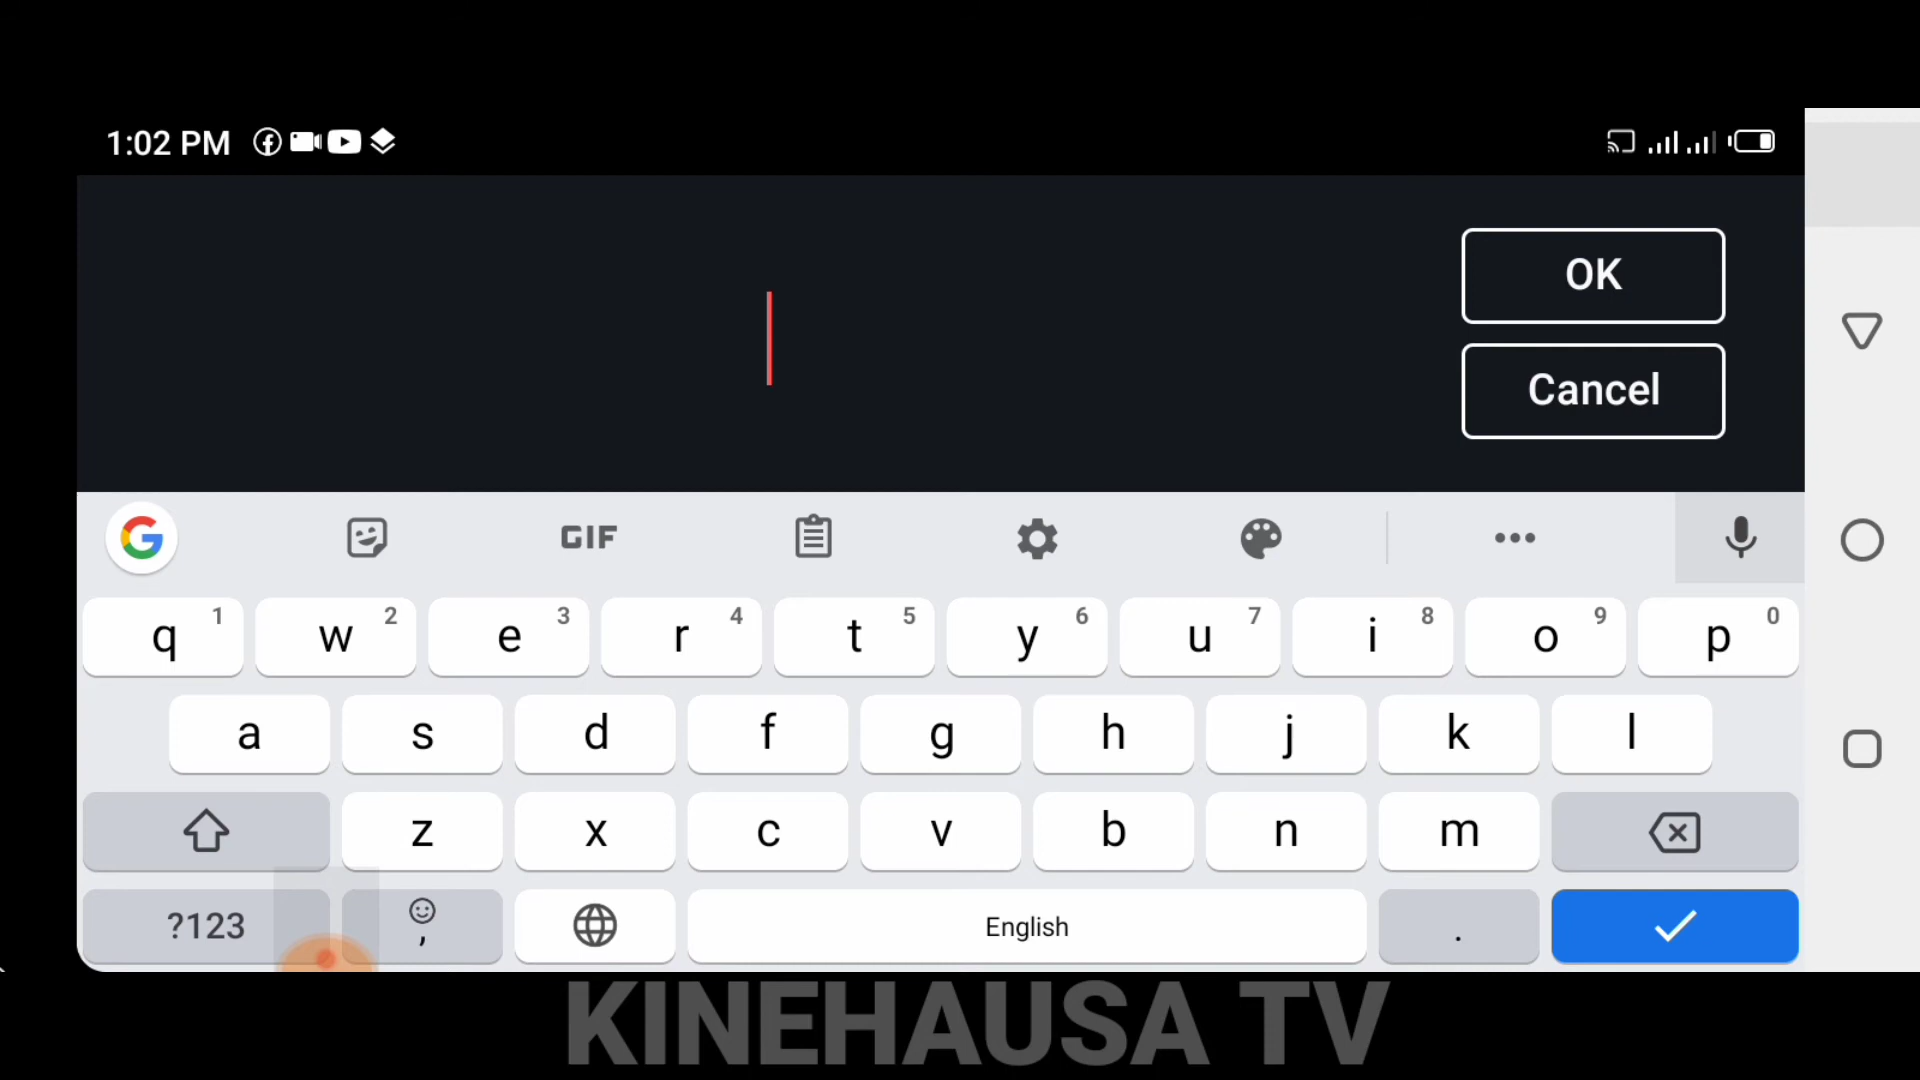 1:02 PM
OK
Cancel
G GIF
q 1 w 2 e 3 r 4 t 5 y 6 u 7 i 8 o 9 p 0
a s d f g h j k l
z x c v b n m
?123 , English .
KINEHAUSA TV